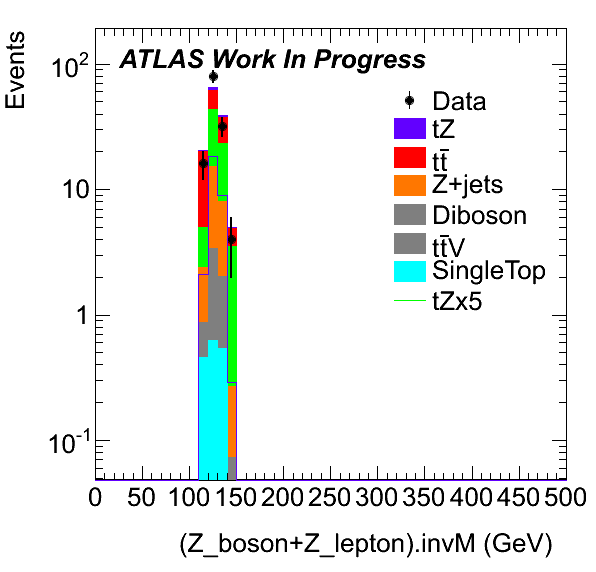 Events
ATLAS Work In Progress
10²
10
1
10⁻¹
Data
tZ
tt̄
Z+jets
Diboson
tt̄V
SingleTop
tZx5
0 50 100 150 200 250 300 350 400 450 500
(Z_boson+Z_lepton).invM (GeV)